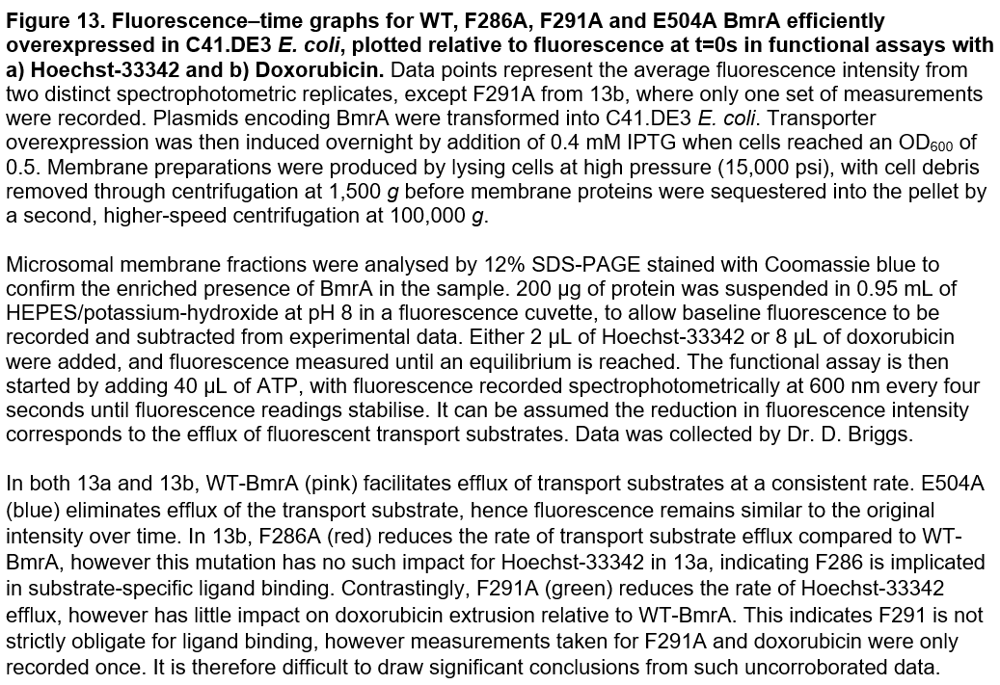 Figure 13. Fluorescence–time graphs for WT, F286A, F291A and E504A BmrA efficiently
overexpressed in C41.DE3 E. coli, plotted relative to fluorescence at t=0s in functional assays with
a) Hoechst-33342 and b) Doxorubicin. Data points represent the average fluorescence intensity from
two distinct spectrophotometric replicates, except F291A from 13b, where only one set of measurements
were recorded. Plasmids encoding BmrA were transformed into C41.DE3 E. coli. Transporter
overexpression was then induced overnight by addition of 0.4 mM IPTG when cells reached an OD600 of
0.5. Membrane preparations were produced by lysing cells at high pressure (15,000 psi), with cell debris
removed through centrifugation at 1,500 g before membrane proteins were sequestered into the pellet by
a second, higher-speed centrifugation at 100,000 g.
Microsomal membrane fractions were analysed by 12% SDS-PAGE stained with Coomassie blue to
confirm the enriched presence of BmrA in the sample. 200 µg of protein was suspended in 0.95 mL of
HEPES/potassium-hydroxide at pH 8 in a fluorescence cuvette, to allow baseline fluorescence to be
recorded and subtracted from experimental data. Either 2 µL of Hoechst-33342 or 8 µL of doxorubicin
were added, and fluorescence measured until an equilibrium is reached. The functional assay is then
started by adding 40 µL of ATP, with fluorescence recorded spectrophotometrically at 600 nm every four
seconds until fluorescence readings stabilise. It can be assumed the reduction in fluorescence intensity
corresponds to the efflux of fluorescent transport substrates. Data was collected by Dr. D. Briggs.
In both 13a and 13b, WT-BmrA (pink) facilitates efflux of transport substrates at a consistent rate. E504A
(blue) eliminates efflux of the transport substrate, hence fluorescence remains similar to the original
intensity over time. In 13b, F286A (red) reduces the rate of transport substrate efflux compared to WT-
BmrA, however this mutation has no such impact for Hoechst-33342 in 13a, indicating F286 is implicated
in substrate-specific ligand binding. Contrastingly, F291A (green) reduces the rate of Hoechst-33342
efflux, however has little impact on doxorubicin extrusion relative to WT-BmrA. This indicates F291 is not
strictly obligate for ligand binding, however measurements taken for F291A and doxorubicin were only
recorded once. It is therefore difficult to draw significant conclusions from such uncorroborated data.